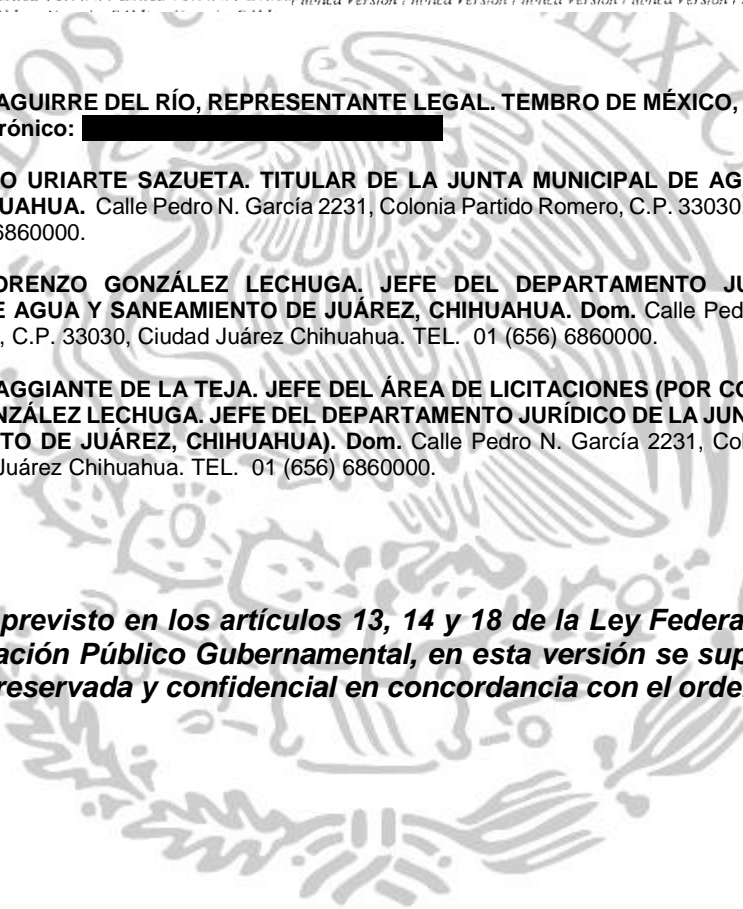 AGUIRRE DEL RÍO, REPRESENTANTE LEGAL. TEMBRO DE MÉXICO,
rónico:
O URIARTE SAZUETA. TITULAR DE LA JUNTA MUNICIPAL DE AG
UAHUA. Calle Pedro N. García 2231, Colonia Partido Romero, C.P. 33030
6860000.
ORENZO GONZÁLEZ LECHUGA. JEFE DEL DEPARTAMENTO JU
E AGUA Y SANEAMIENTO DE JUÁREZ, CHIHUAHUA. Dom. Calle Ped
, C.P. 33030, Ciudad Juárez Chihuahua. TEL. 01 (656) 6860000.
AGGIANTE DE LA TEJA. JEFE DEL ÁREA DE LICITACIONES (POR CO
NZÁLEZ LECHUGA. JEFE DEL DEPARTAMENTO JURÍDICO DE LA JUN
TO DE JUÁREZ, CHIHUAHUA). Dom. Calle Pedro N. García 2231, Col
Juárez Chihuahua. TEL. 01 (656) 6860000.
previsto en los artículos 13, 14 y 18 de la Ley Federa
ación Público Gubernamental, en esta versión se sup
reservada y confidencial en concordancia con el orde